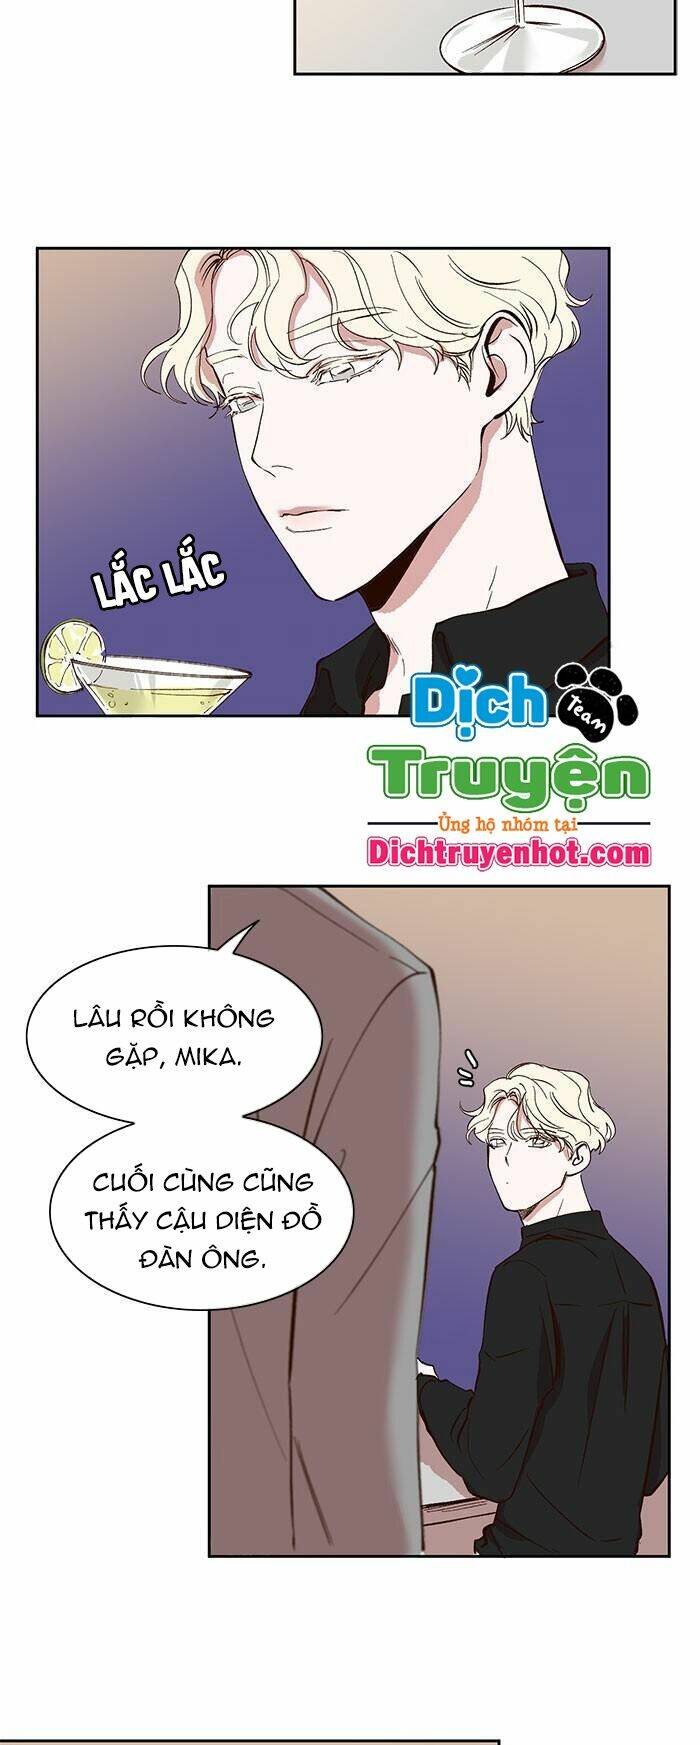 LẮC LẮC
Dịch
Team
Truyện
Ủng hộ nhóm tại
Dichtruyenhot.com
LÂU RỒI KHÔNG
GẶP, MIKA.
CUỐI CÙNG CŨNG
THẤY CẬU DIỆN ĐỒ
ĐÀN ÔNG.